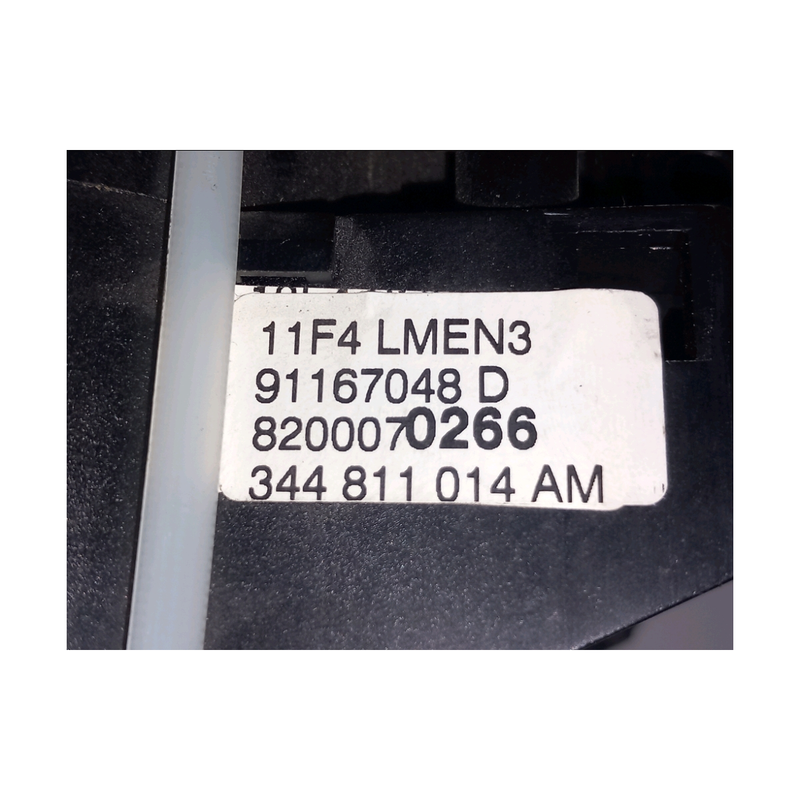 11F4 LMEN3
91167048 D
8200070266
344 811 014 AM